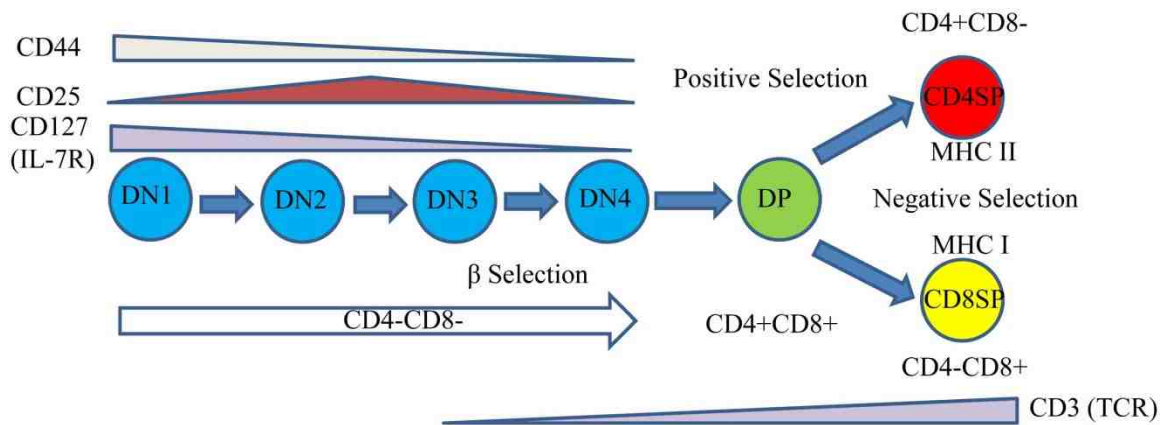 CD44
CD25
CD127
(IL-7R)
CD4+CD8-
Positive Selection
CD4SP
MHC II
DN1
DN2
DN3
DN4
DP
Negative Selection
MHC I
β Selection
CD8SP
CD4-CD8-
CD4+CD8+
CD4-CD8+
CD3 (TCR)